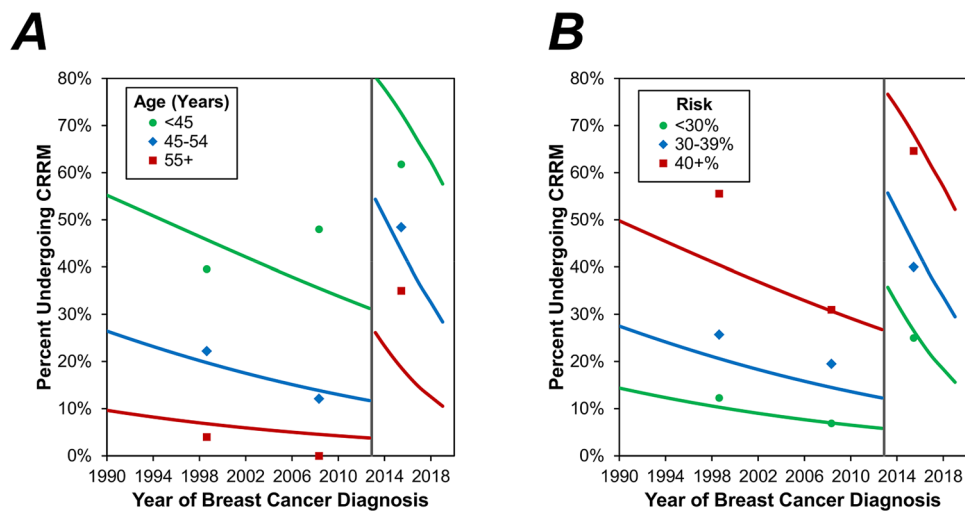 A
Percent Undergoing CRRM
80%
70%
60%
50%
40%
30%
20%
10%
0%
Age (Years)
<45
45-54
55+
1990 1994 1998 2002 2006 2010 2014 2018
Year of Breast Cancer Diagnosis
B
Percent Undergoing CRRM
80%
70%
60%
50%
40%
30%
20%
10%
0%
Risk
<30%
30-39%
40+%
1990 1994 1998 2002 2006 2010 2014 2018
Year of Breast Cancer Diagnosis